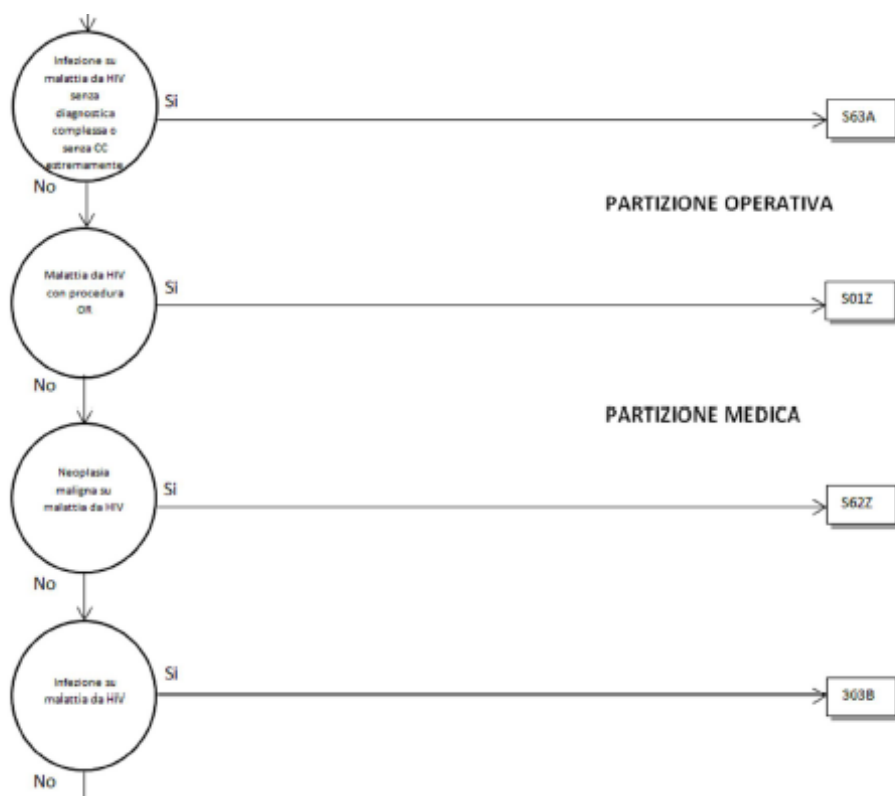 Infezione su
malattia da HIV
senza
diagnostica
complessa o
senza CC
estremamente
Si
S63A
No
PARTIZIONE OPERATIVA
Malattia da HIV
con procedura
OR
Si
S01Z
No
PARTIZIONE MEDICA
Neoplasia
maligna su
malattia da HIV
Si
S62Z
No
Infezione su
malattia da HIV
Si
303B
No